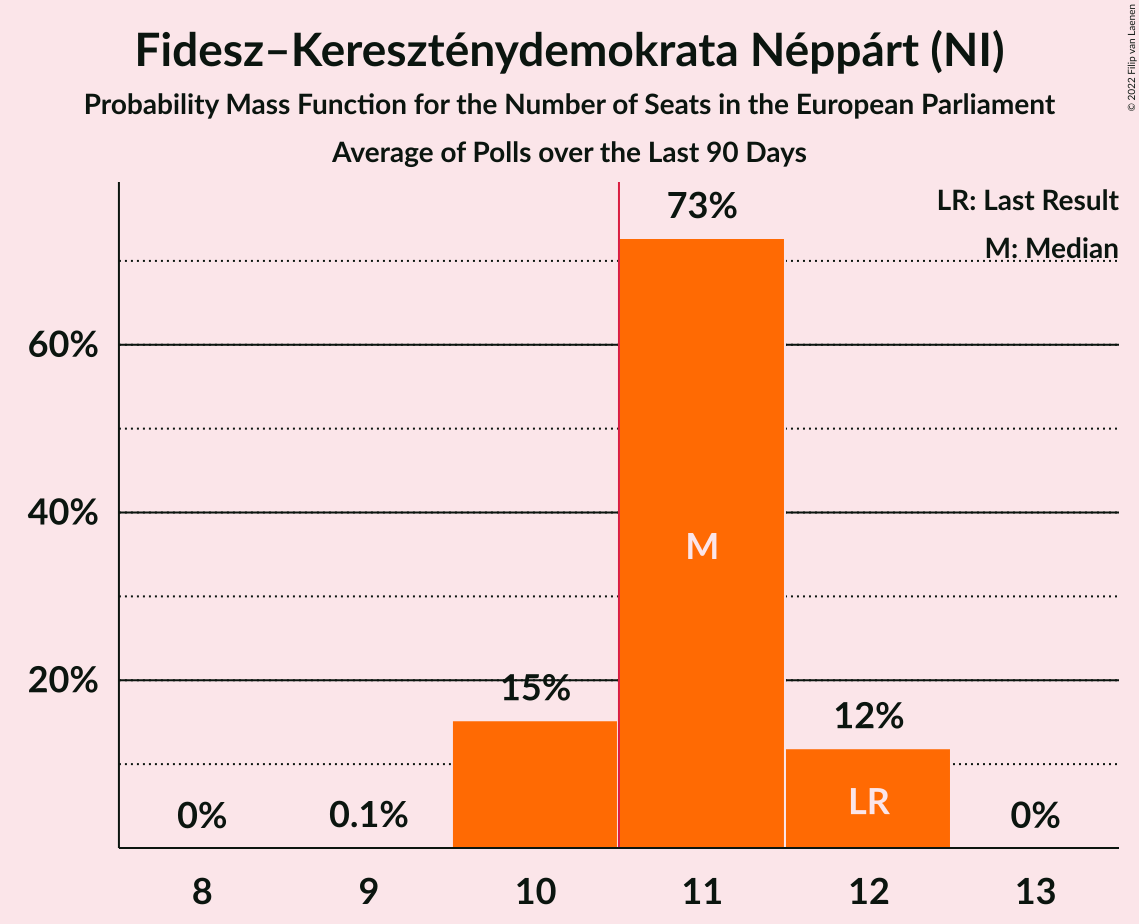 Fidesz–Kereszténydemokrata Néppárt (NI)
Probability Mass Function for the Number of Seats in the European Parliament
Average of Polls over the Last 90 Days
© 2022 Filip van Laenen
LR: Last Result
M: Median
60%
40%
20%
0%
0.1%
15%
73%
12%
0%
M
LR
8
9
10
11
12
13